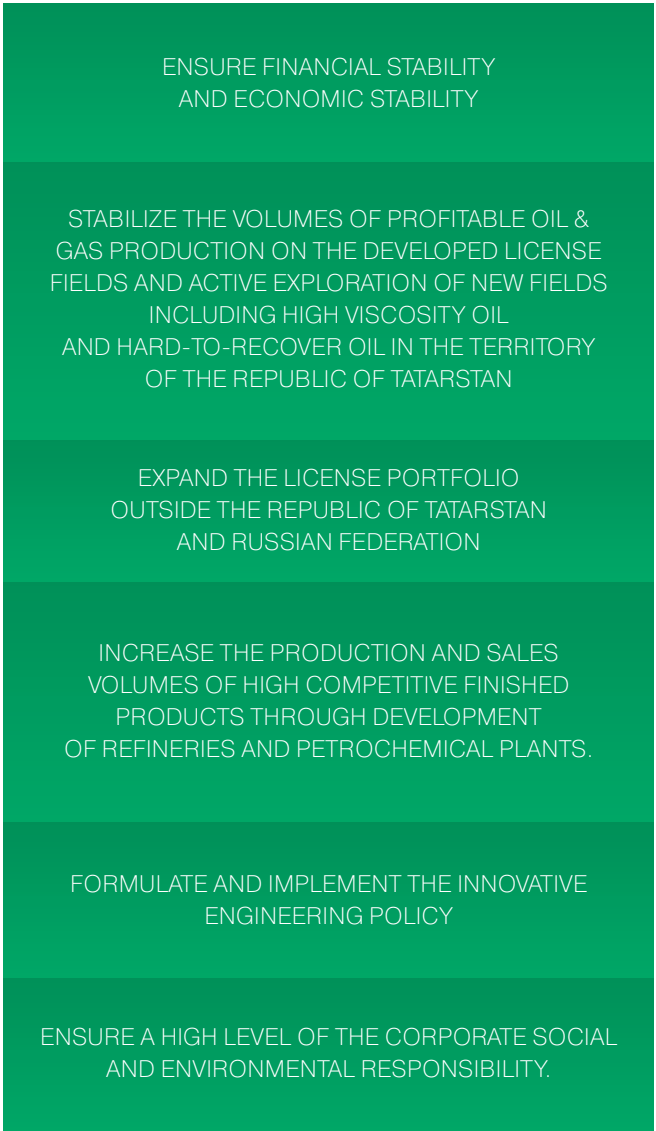 ENSURE FINANCIAL STABILITY
AND ECONOMIC STABILITY
STABILIZE THE VOLUMES OF PROFITABLE OIL &
GAS PRODUCTION ON THE DEVELOPED LICENSE
FIELDS AND ACTIVE EXPLORATION OF NEW FIELDS
INCLUDING HIGH VISCOSITY OIL
AND HARD-TO-RECOVER OIL IN THE TERRITORY
OF THE REPUBLIC OF TATARSTAN
EXPAND THE LICENSE PORTFOLIO
OUTSIDE THE REPUBLIC OF TATARSTAN
AND RUSSIAN FEDERATION
INCREASE THE PRODUCTION AND SALES
VOLUMES OF HIGH COMPETITIVE FINISHED
PRODUCTS THROUGH DEVELOPMENT
OF REFINERIES AND PETROCHEMICAL PLANTS.
FORMULATE AND IMPLEMENT THE INNOVATIVE
ENGINEERING POLICY
ENSURE A HIGH LEVEL OF THE CORPORATE SOCIAL
AND ENVIRONMENTAL RESPONSIBILITY.